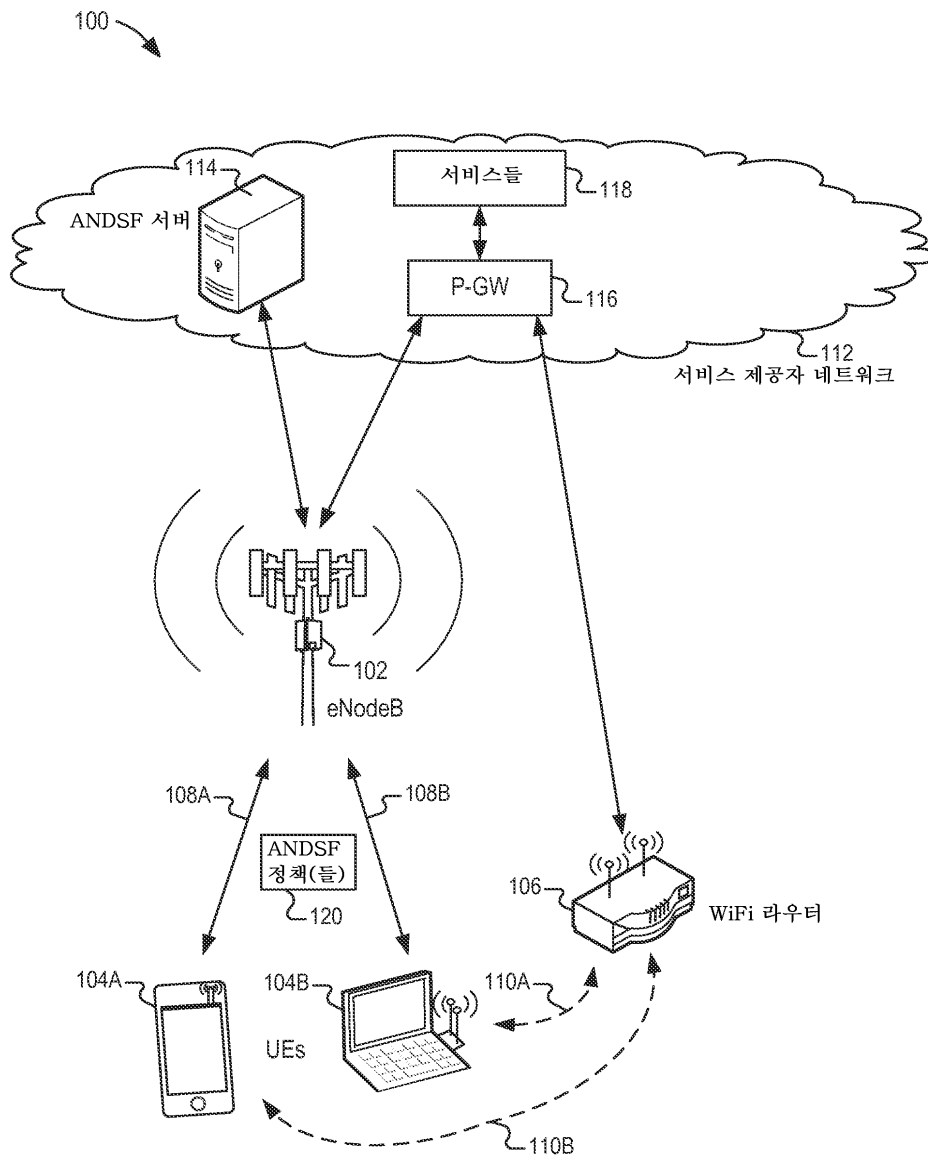 100
114
ANDSF 서버
서비스들
118
P-GW
116
112
서비스 제공자 네트워크
102
eNodeB
108A
108B
ANDSF
정책(들)
120
106
WiFi 라우터
104A
104B
110A
UEs
110B